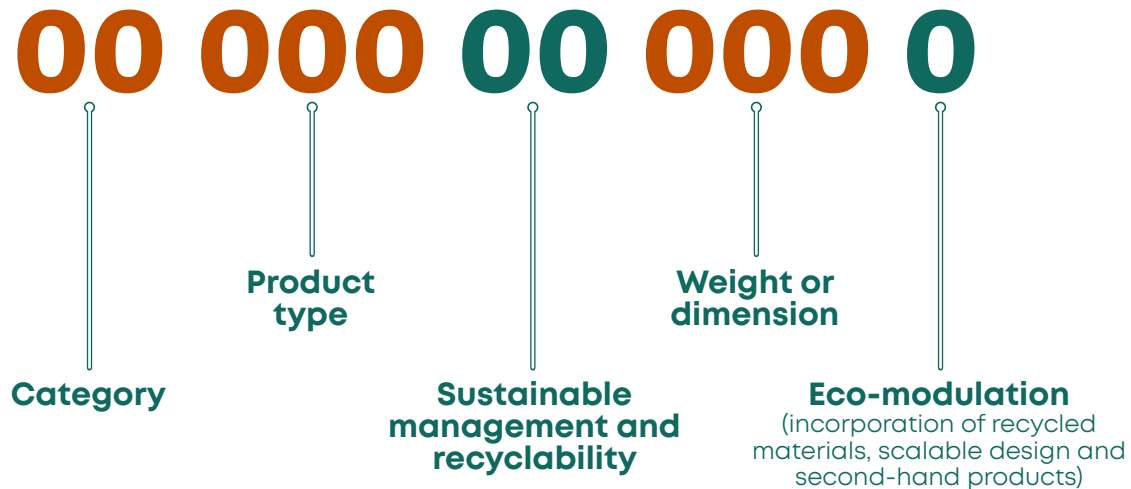 00 000 00 000 0
Product
type
Weight or
dimension
Category
Sustainable
management and
recyclability
Eco-modulation
(incorporation of recycled
materials, scalable design and
second-hand products)